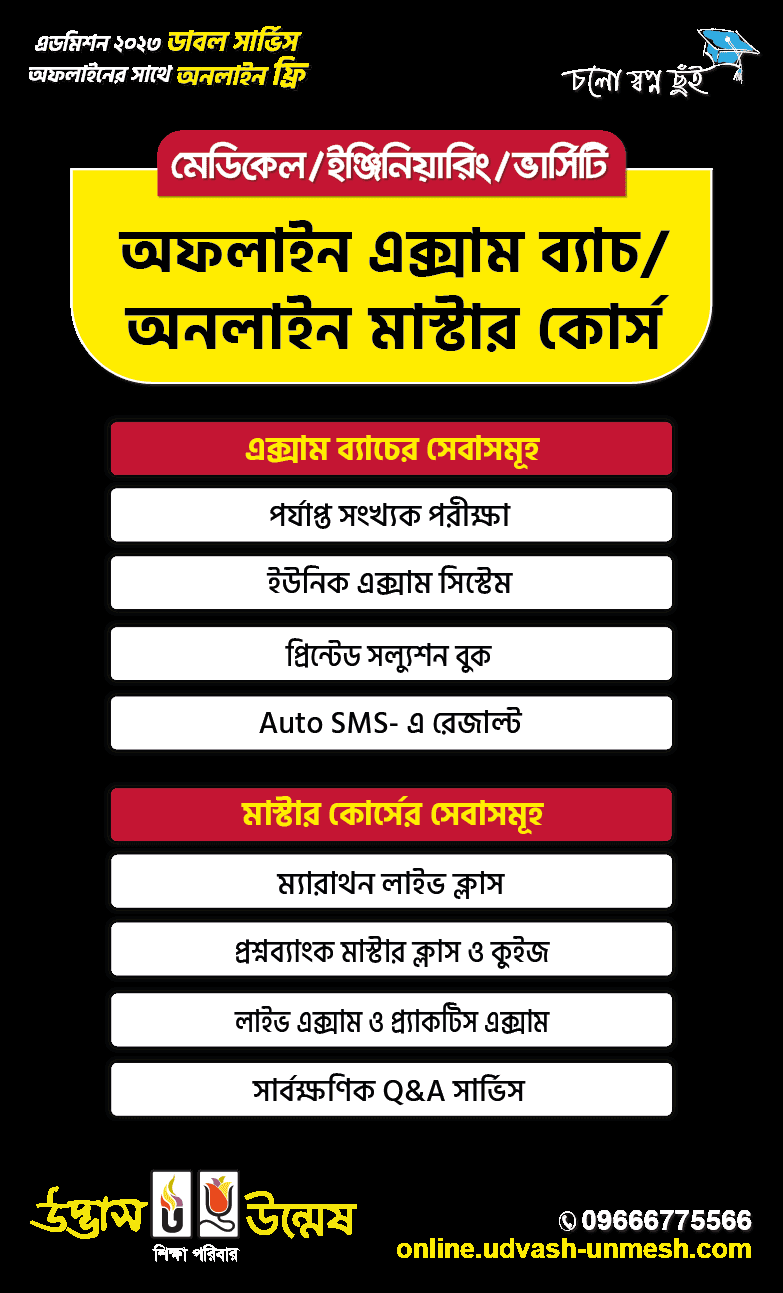 এডমিশন ২০২৩ ডাবল সার্ভিস
অফলাইনের সাথে অনলাইন ফ্রি
চলো স্বপ্ন ছুঁই
মেডিকেল/ইঞ্জিনিয়ারিং/ভার্সিটি
অফলাইন এক্সাম ব্যাচ/
অনলাইন মাস্টার কোর্স
এক্সাম ব্যাচের সেবাসমূহ
পর্যাপ্ত সংখ্যক পরীক্ষা
ইউনিক এক্সাম সিস্টেম
প্রিন্টেড সল্যুশন বুক
Auto SMS- এ রেজাল্ট
মাস্টার কোর্সের সেবাসমূহ
ম্যারাথন লাইভ ক্লাস
প্রশ্নব্যাংক মাস্টার ক্লাস ও কুইজ
লাইভ এক্সাম ও প্র্যাকটিস এক্সাম
সার্বক্ষণিক Q&A সার্ভিস
উদ্ভাস উন্মেষ
শিক্ষা পরিবার
09666775566
online.udvash-unmesh.com